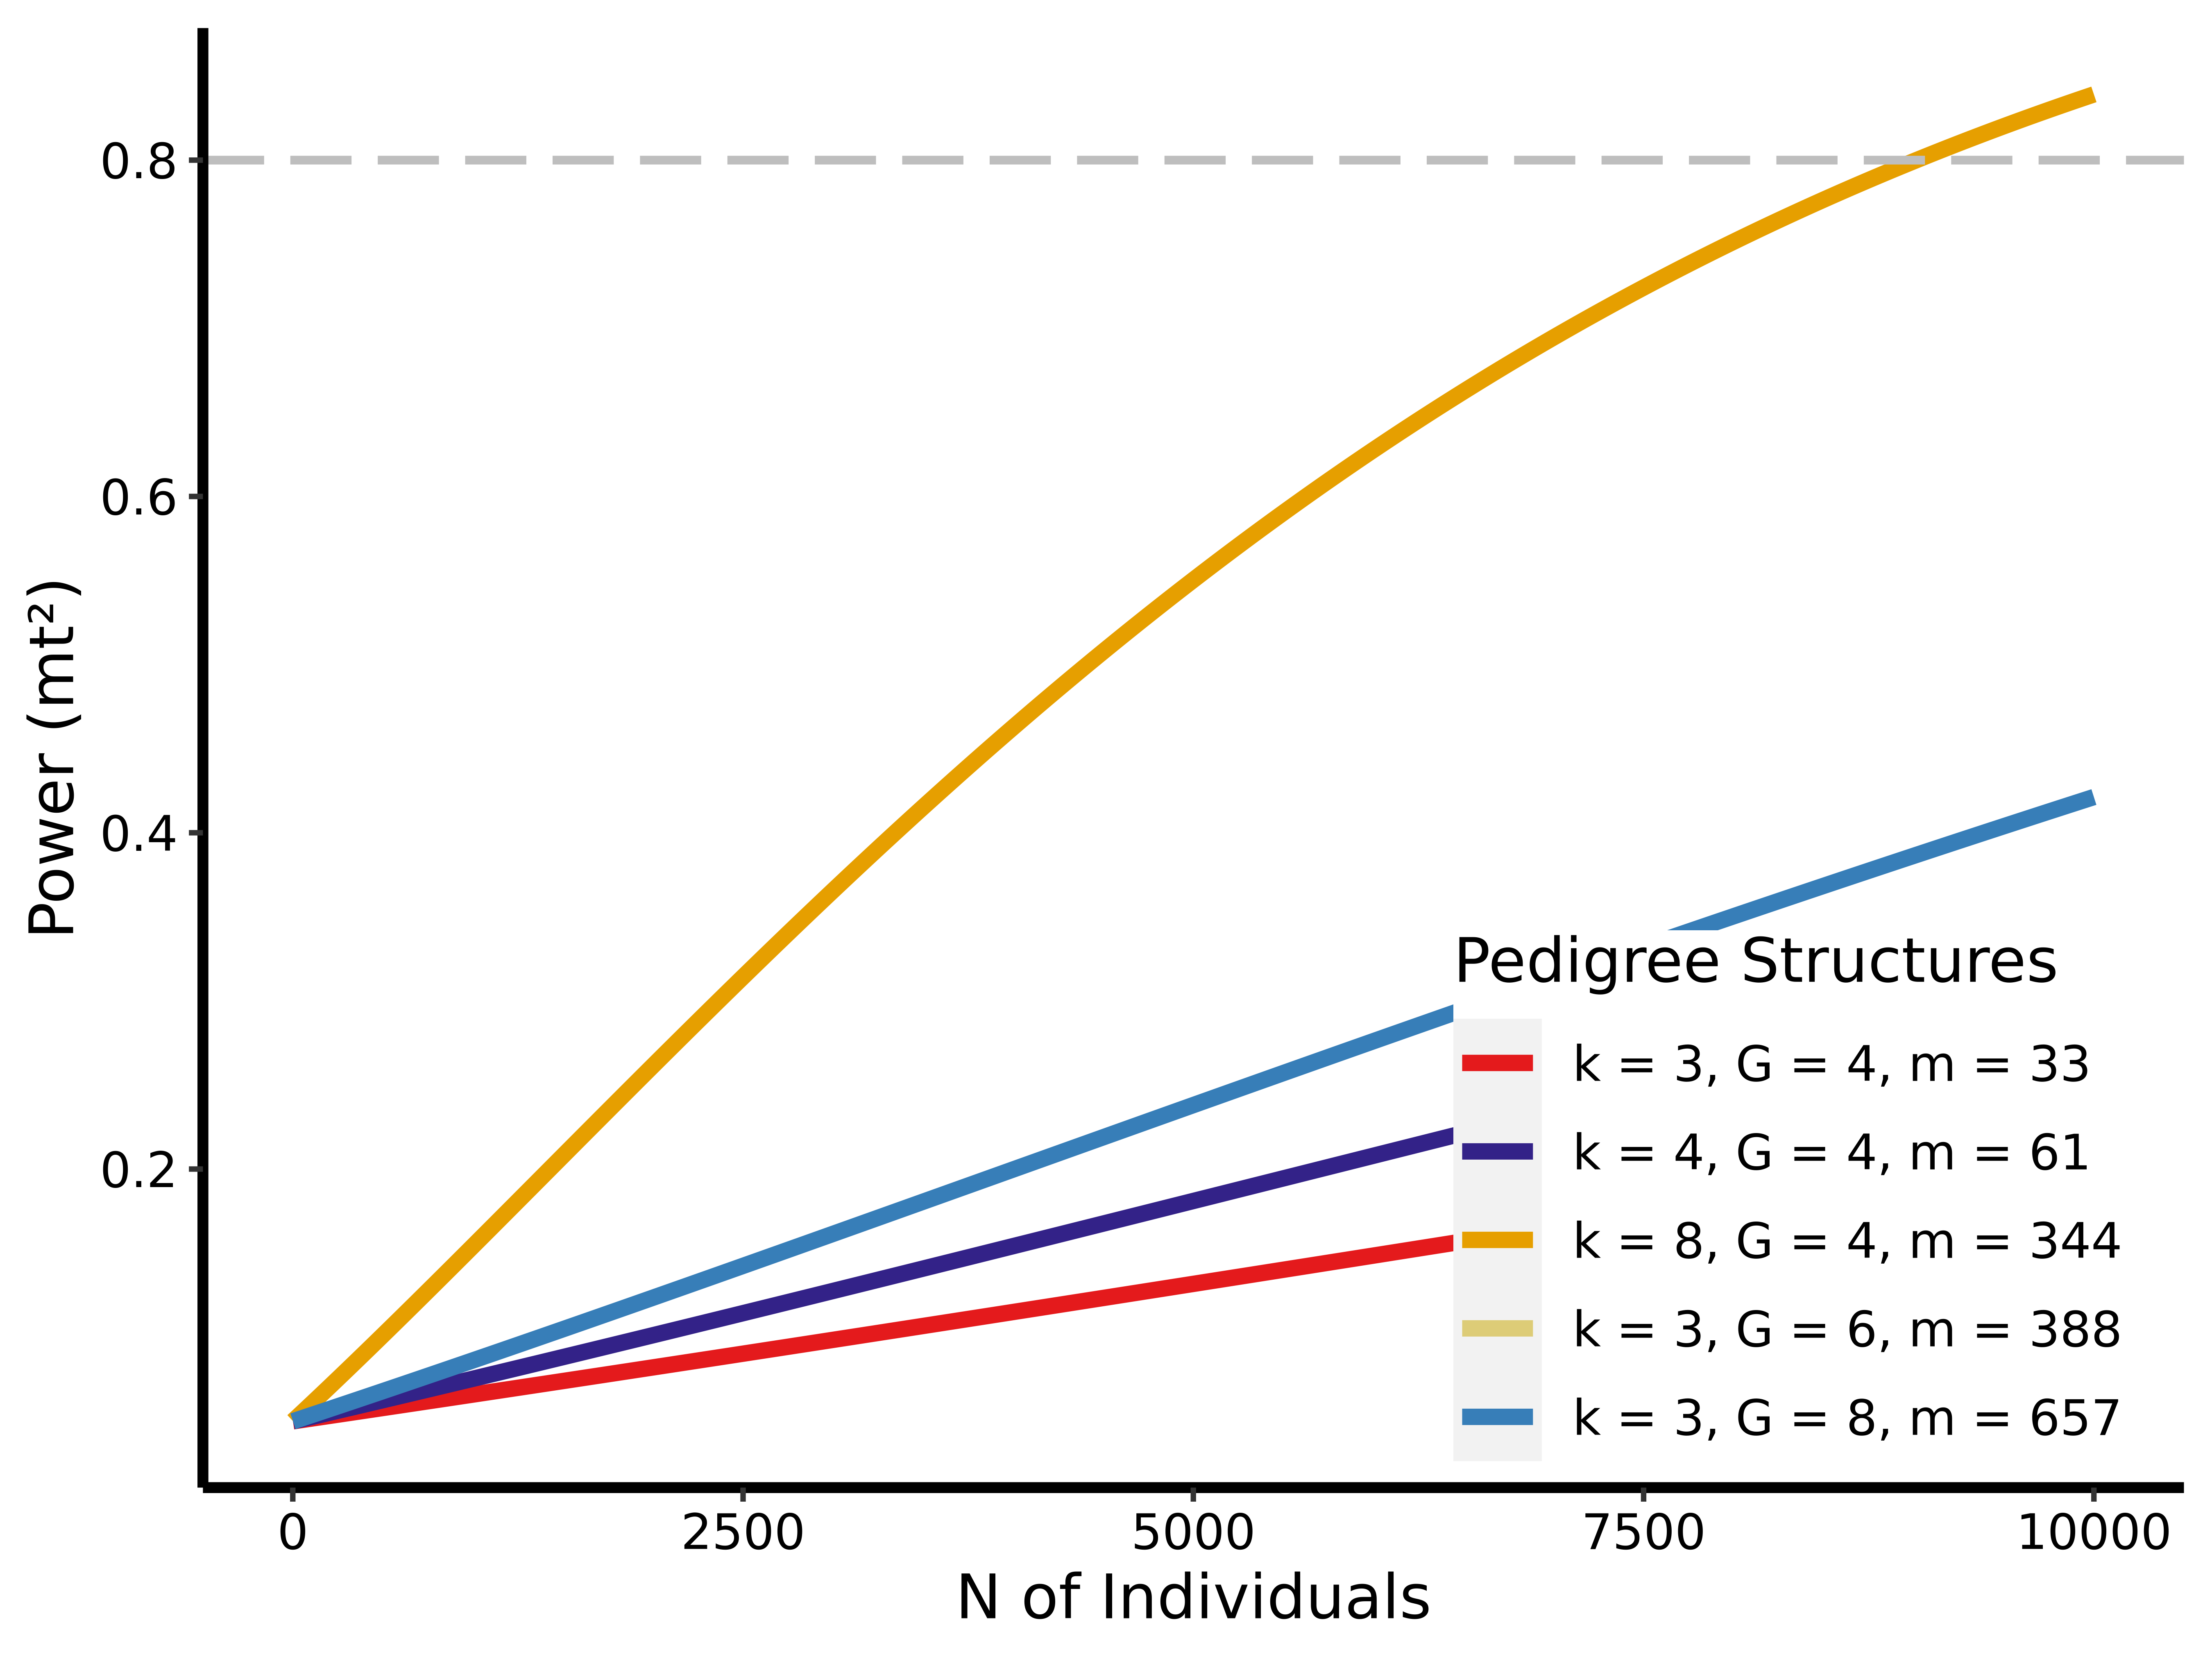 Power (mt²)
0.8
0.6
0.4
0.2
0
2500
5000
7500
10000
N of Individuals
Pedigree Structures
k = 3, G = 4, m = 33
k = 4, G = 4, m = 61
k = 8, G = 4, m = 344
k = 3, G = 6, m = 388
k = 3, G = 8, m = 657